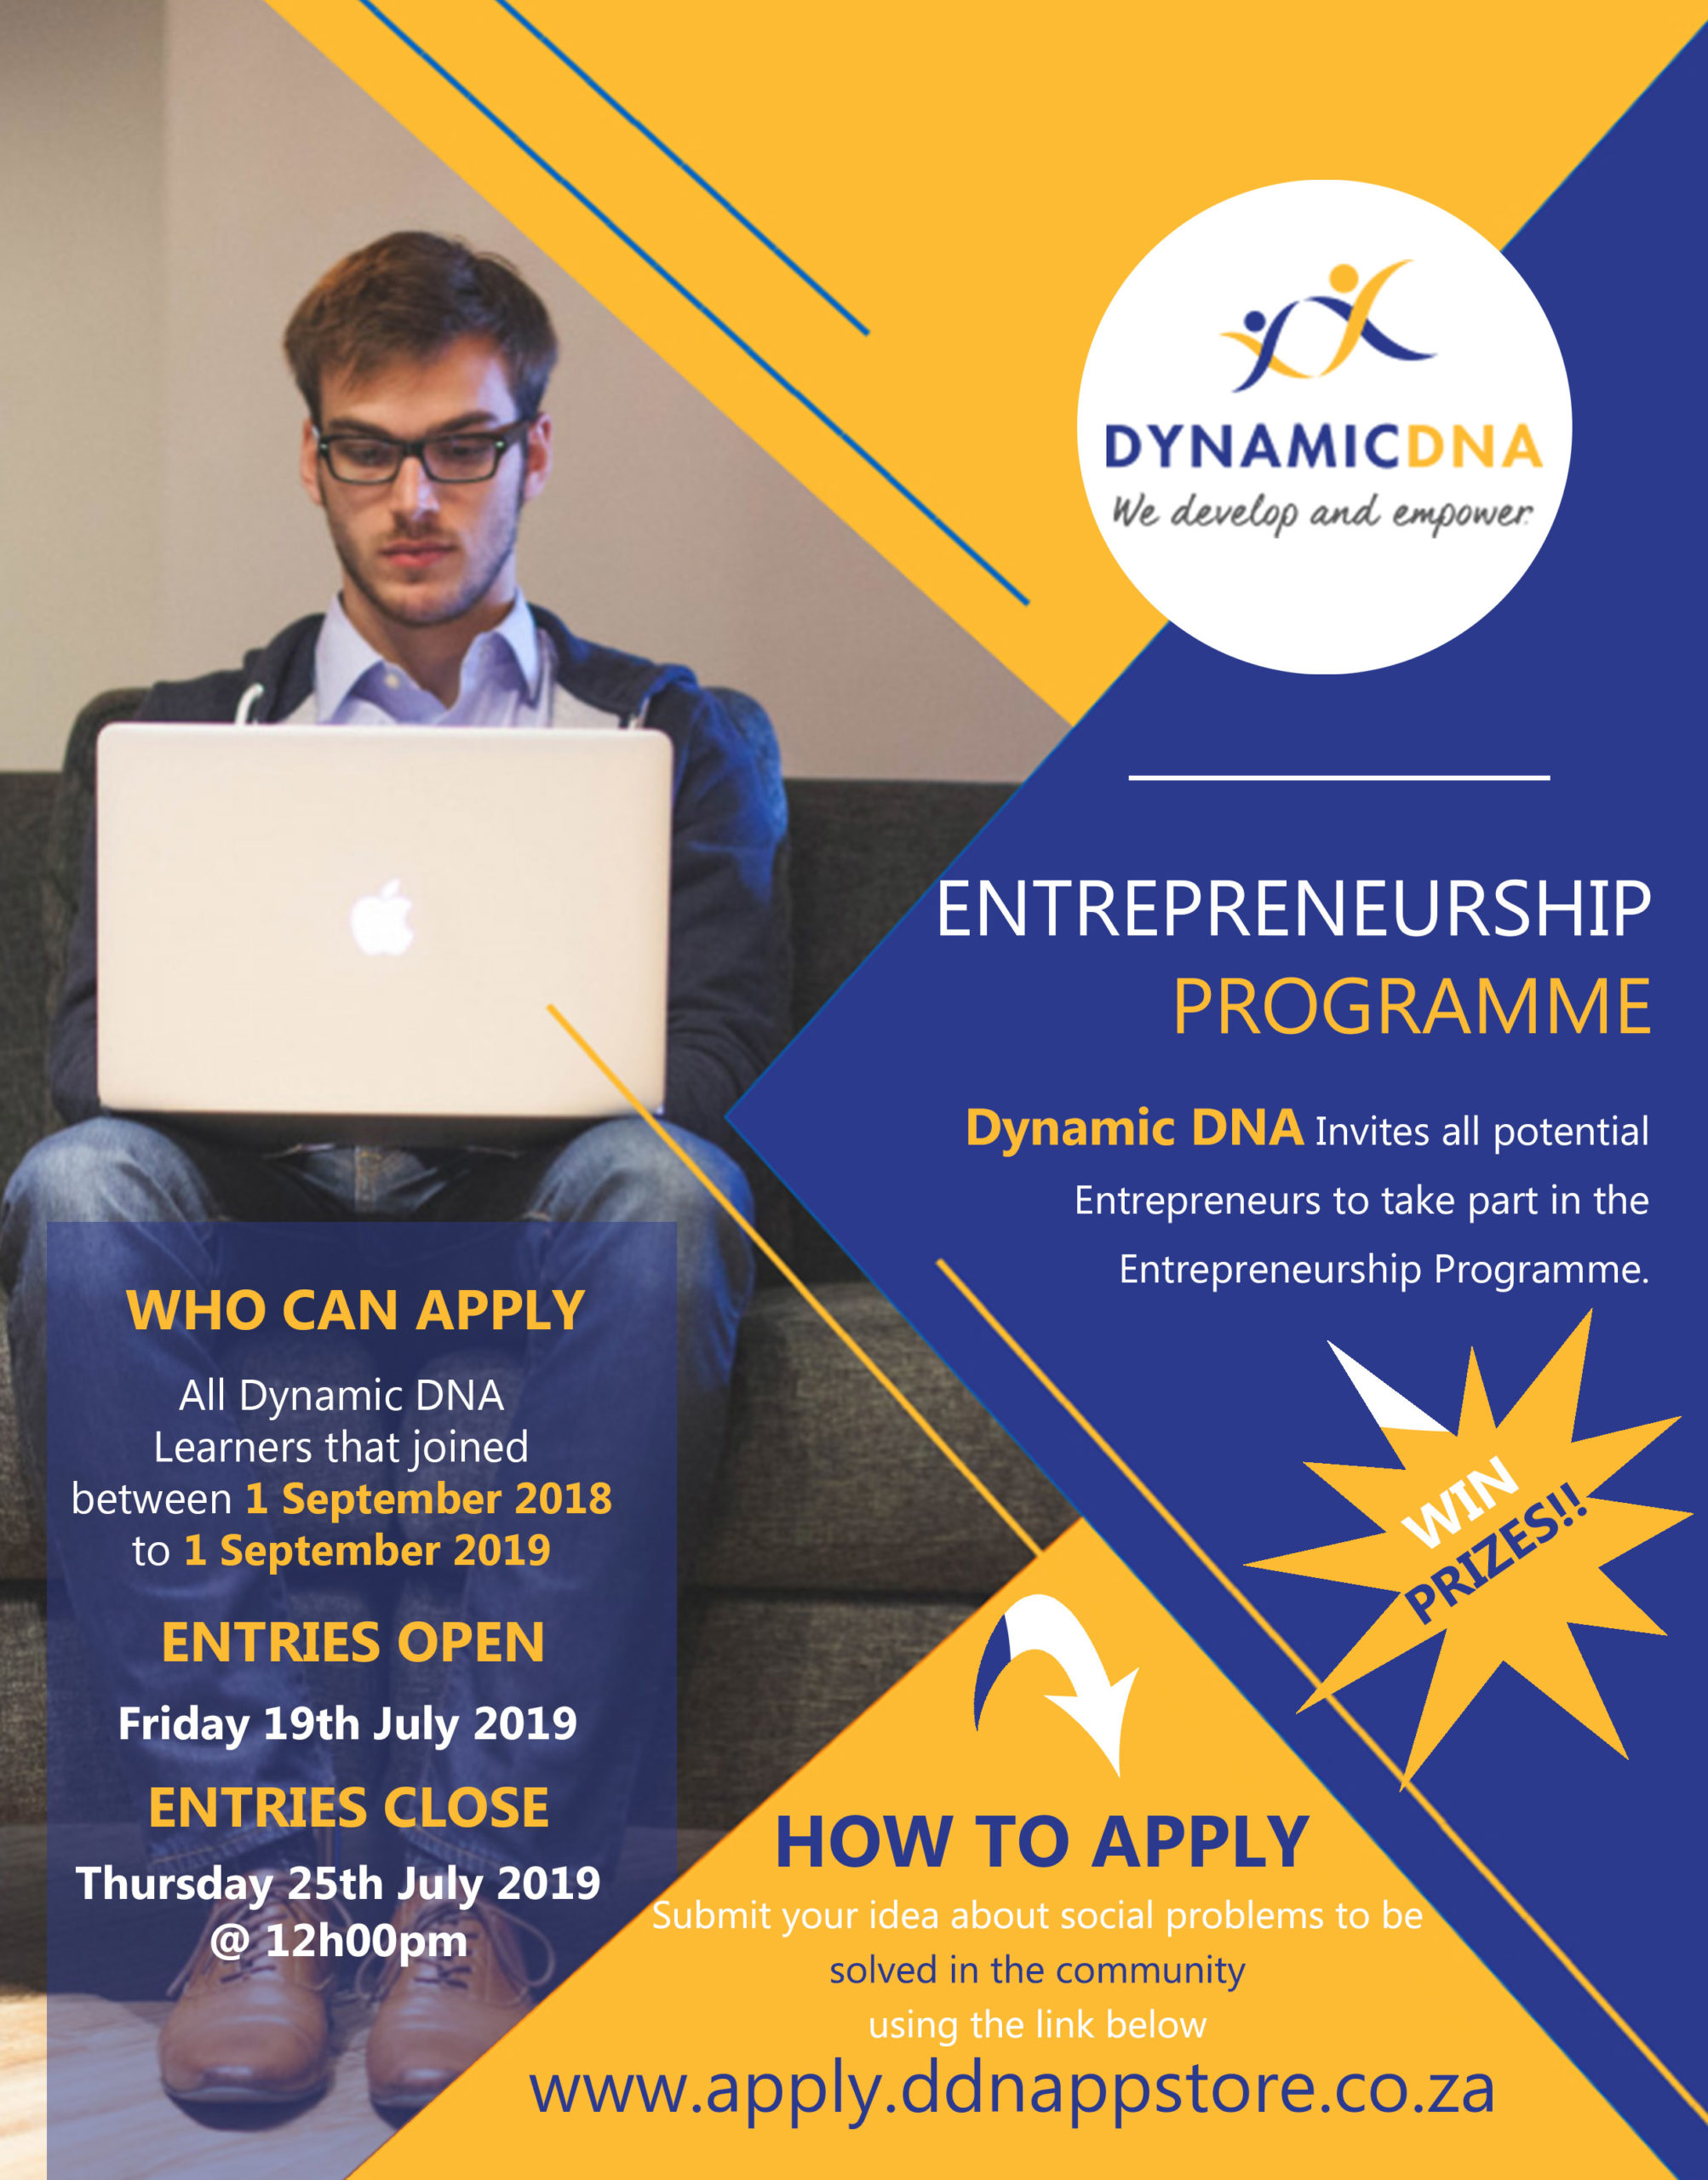 DYNAMICDNA
We develop and empower.
ENTREPRENEURSHIP
PROGRAMME
Dynamic DNA Invites all potential
Entrepreneurs to take part in the
Entrepreneurship Programme.
WIN
PRIZES!!
WHO CAN APPLY
All Dynamic DNA
Learners that joined
between 1 September 2018
to 1 September 2019
ENTRIES OPEN
Friday 19th July 2019
ENTRIES CLOSE
Thursday 25th July 2019
@ 12h00pm
HOW TO APPLY
Submit your idea about social problems to be
solved in the community
using the link below
www.apply.ddnappstore.co.za